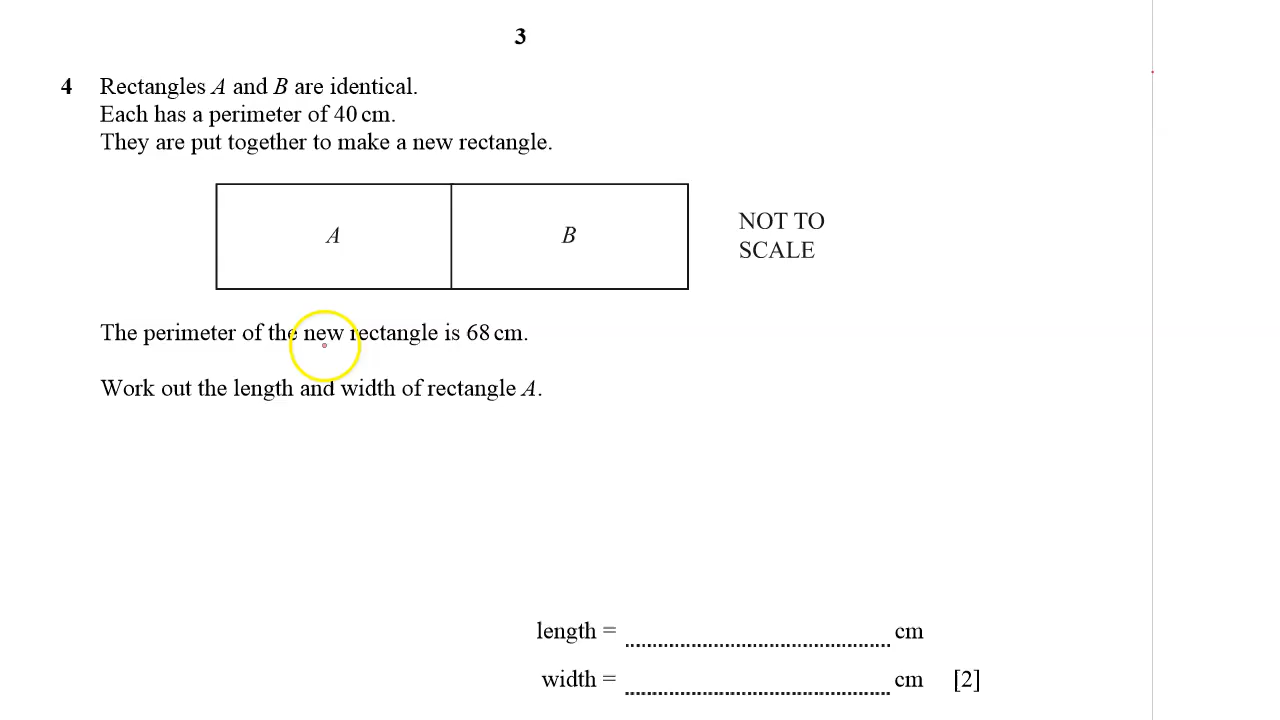 3
4 Rectangles A and B are identical.
Each has a perimeter of 40 cm.
They are put together to make a new rectangle.
A B
NOT TO
SCALE
The perimeter of the new rectangle is 68 cm.
Work out the length and width of rectangle A.
length = ........................................ cm
width = ........................................ cm [2]